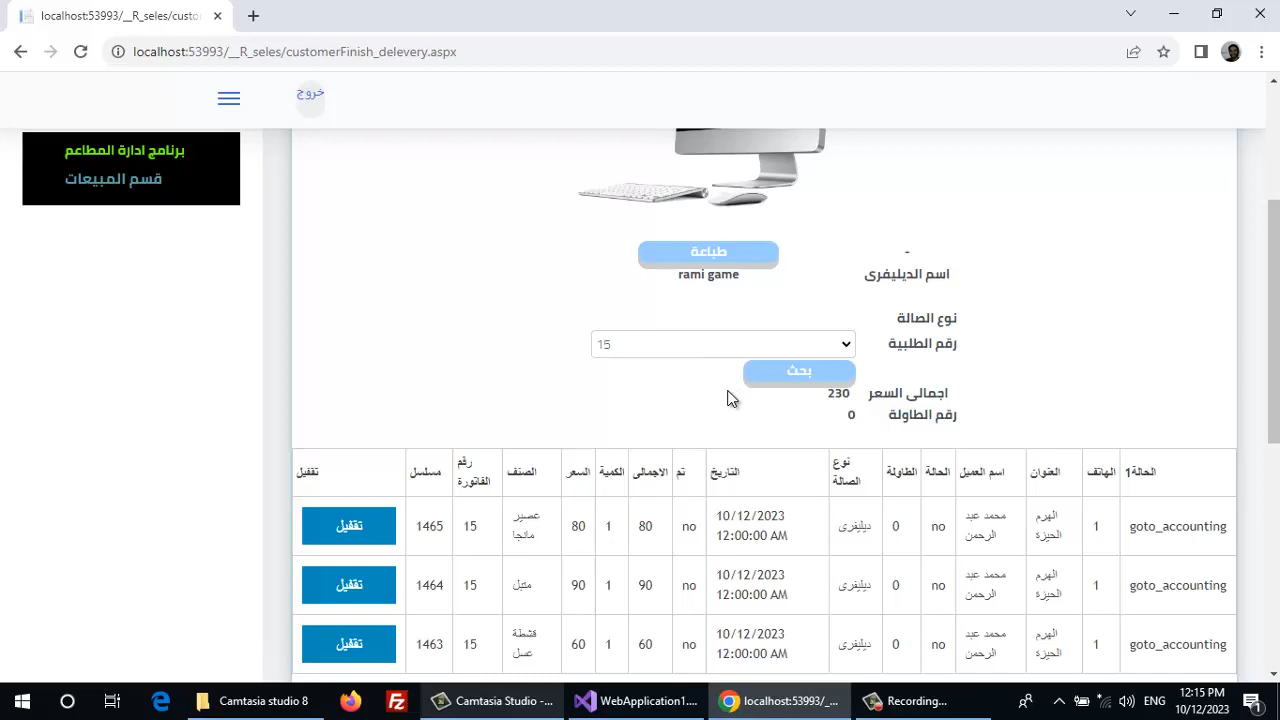 localhost:53993/__R_seles/custo
localhost:53993/__R_seles/customerFinish_delevery.aspx
خروج
برنامج ادارة المطاعم
قسم المبيعات
- طباعة
اسم الديليفرى rami game
نوع الصالة
رقم الطلبية 15
بحث
اجمالى السعر 230
رقم الطاولة 0
الحالة1 الهاتف العنوان اسم العميل الحالة الطاولة نوع الصالة التاريخ تم الاجمالى الكمية السعر الصنف رقم الفاتورة مسلسل تقفيل
goto_accounting 1 الهرم الجيزة محمد عبد الرحمن no 0 ديليفرى 10/12/2023 12:00:00 AM no 80 1 80 عصير مانجا 15 1465 تقفيل
goto_accounting 1 الهرم الجيزة محمد عبد الرحمن no 0 ديليفرى 10/12/2023 12:00:00 AM no 90 1 90 متبل 15 1464 تقفيل
goto_accounting 1 الهرم الجيزة محمد عبد الرحمن no 0 ديليفرى 10/12/2023 12:00:00 AM no 60 1 60 قشطة عسل 15 1463 تقفيل
Camtasia studio 8 Camtasia Studio -... WebApplication1.... localhost:53993/_... Recording... ENG 12:15 PM
10/12/2023
1